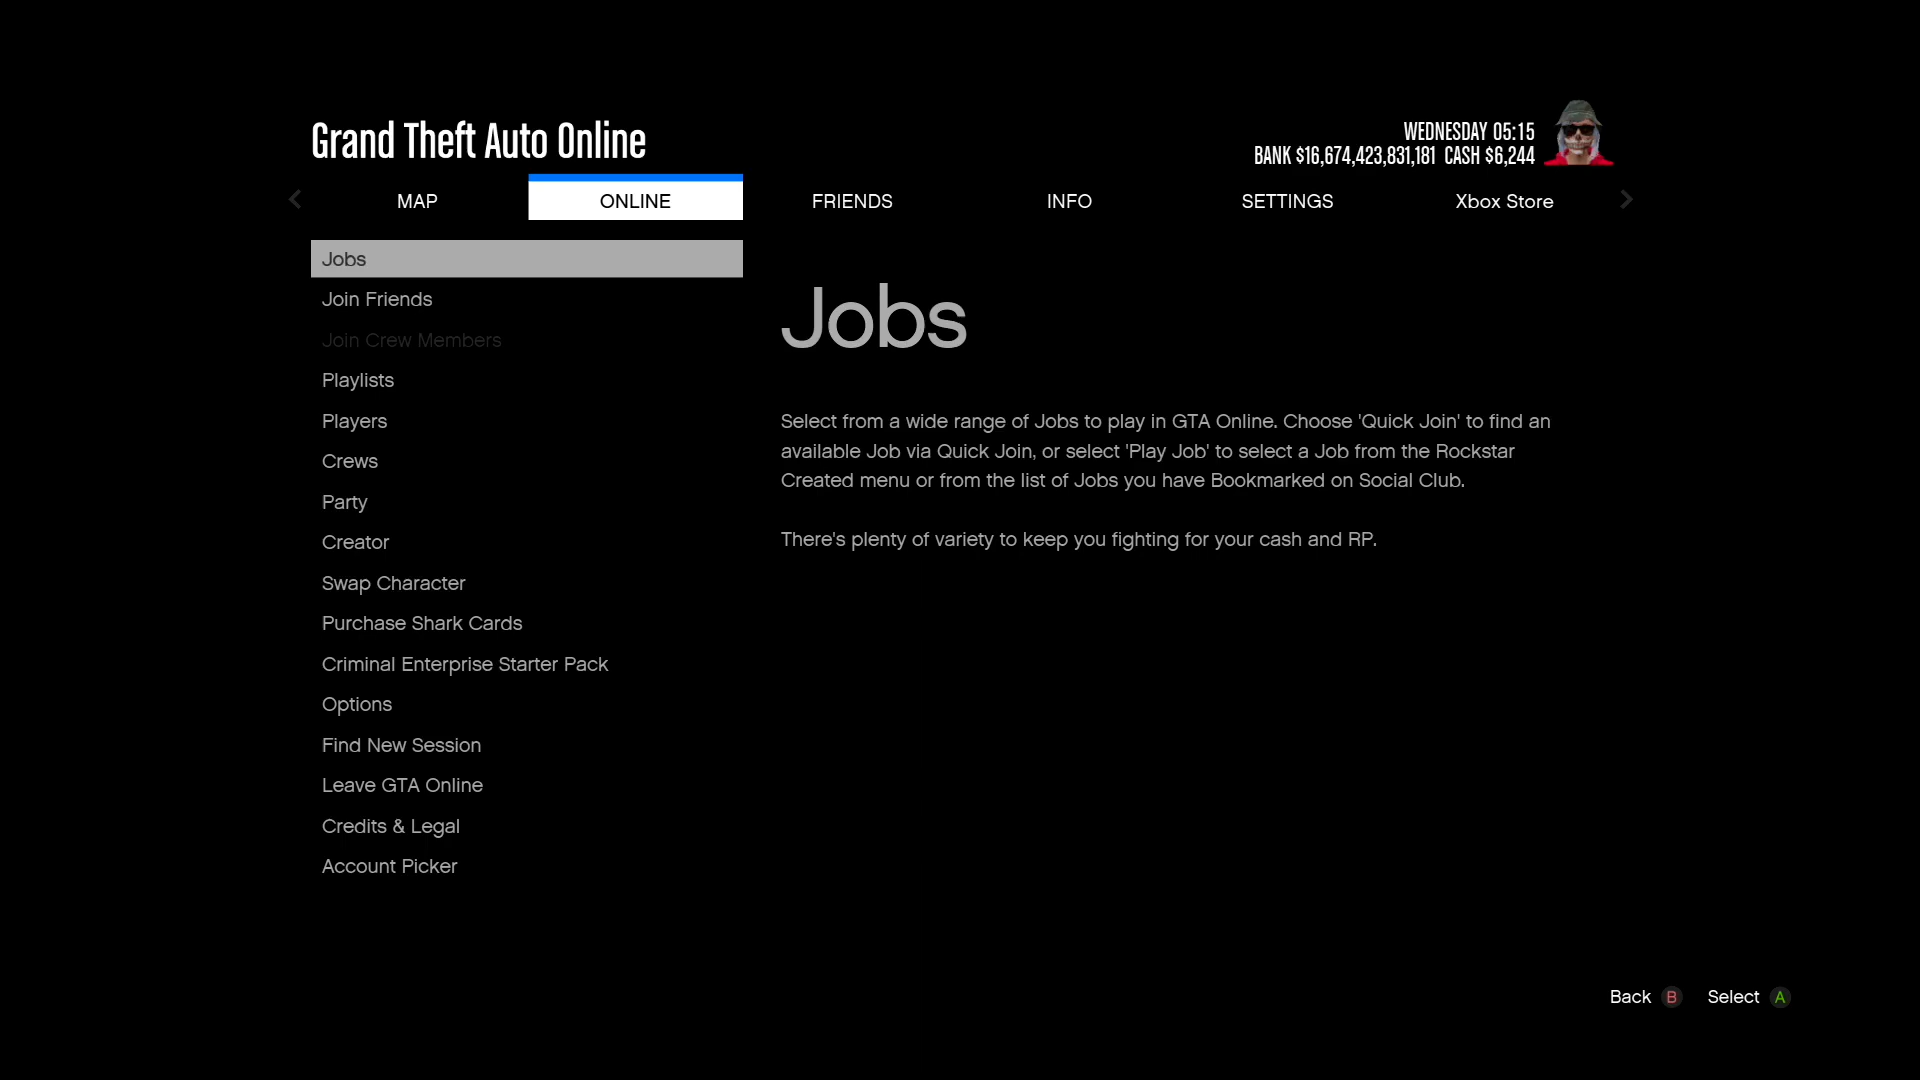 Grand Theft Auto Online
WEDNESDAY 05:15
BANK $16,674,423,831,181 CASH $6,244
MAP ONLINE FRIENDS INFO SETTINGS Xbox Store
Jobs
Join Friends
Join Crew Members
Playlists
Players
Crews
Party
Creator
Swap Character
Purchase Shark Cards
Criminal Enterprise Starter Pack
Options
Find New Session
Leave GTA Online
Credits & Legal
Account Picker
Jobs
Select from a wide range of Jobs to play in GTA Online. Choose 'Quick Join' to find an
available Job via Quick Join, or select 'Play Job' to select a Job from the Rockstar
Created menu or from the list of Jobs you have Bookmarked on Social Club.
There's plenty of variety to keep you fighting for your cash and RP.
Back B Select A